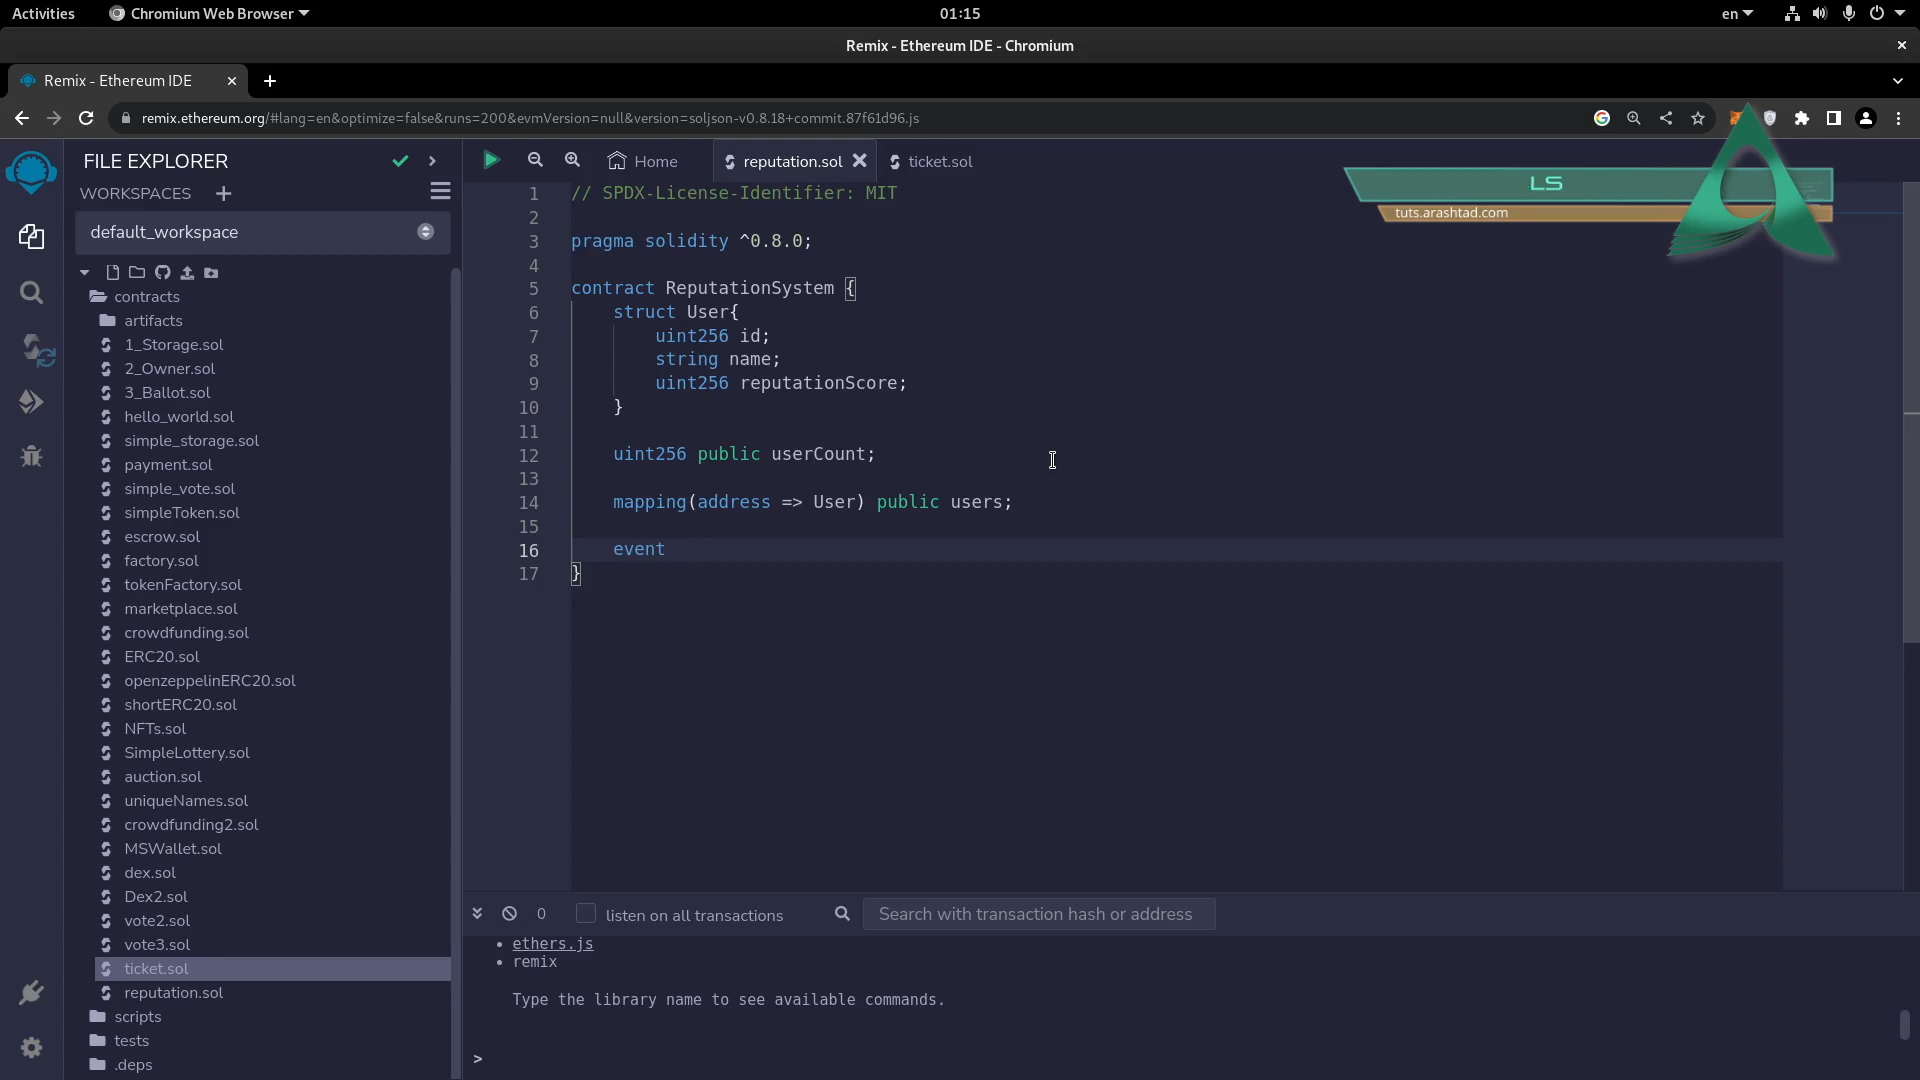 Activities
Chromium Web Browser
01:15
en
Remix - Ethereum IDE - Chromium
Remix - Ethereum IDE
remix.ethereum.org/#lang=en&optimize=false&runs=200&evmVersion=null&version=soljson-v0.8.18+commit.87f61d96.js
LS
tuts.arashtad.com
FILE EXPLORER
WORKSPACES
default_workspace
contracts
artifacts
1_Storage.sol
2_Owner.sol
3_Ballot.sol
hello_world.sol
simple_storage.sol
payment.sol
simple_vote.sol
simpleToken.sol
escrow.sol
factory.sol
tokenFactory.sol
marketplace.sol
crowdfunding.sol
ERC20.sol
openzeppelinERC20.sol
shortERC20.sol
NFTs.sol
SimpleLottery.sol
auction.sol
uniqueNames.sol
crowdfunding2.sol
MSWallet.sol
dex.sol
Dex2.sol
vote2.sol
vote3.sol
ticket.sol
reputation.sol
scripts
tests
.deps
Home
reputation.sol
ticket.sol
1 // SPDX-License-Identifier: MIT
2
3 pragma solidity ^0.8.0;
4
5 contract ReputationSystem {
6 struct User{
7 uint256 id;
8 string name;
9 uint256 reputationScore;
10 }
11
12 uint256 public userCount;
13
14 mapping(address => User) public users;
15
16 event
17 }
0
listen on all transactions
Search with transaction hash or address
• ethers.js
• remix
Type the library name to see available commands.
>